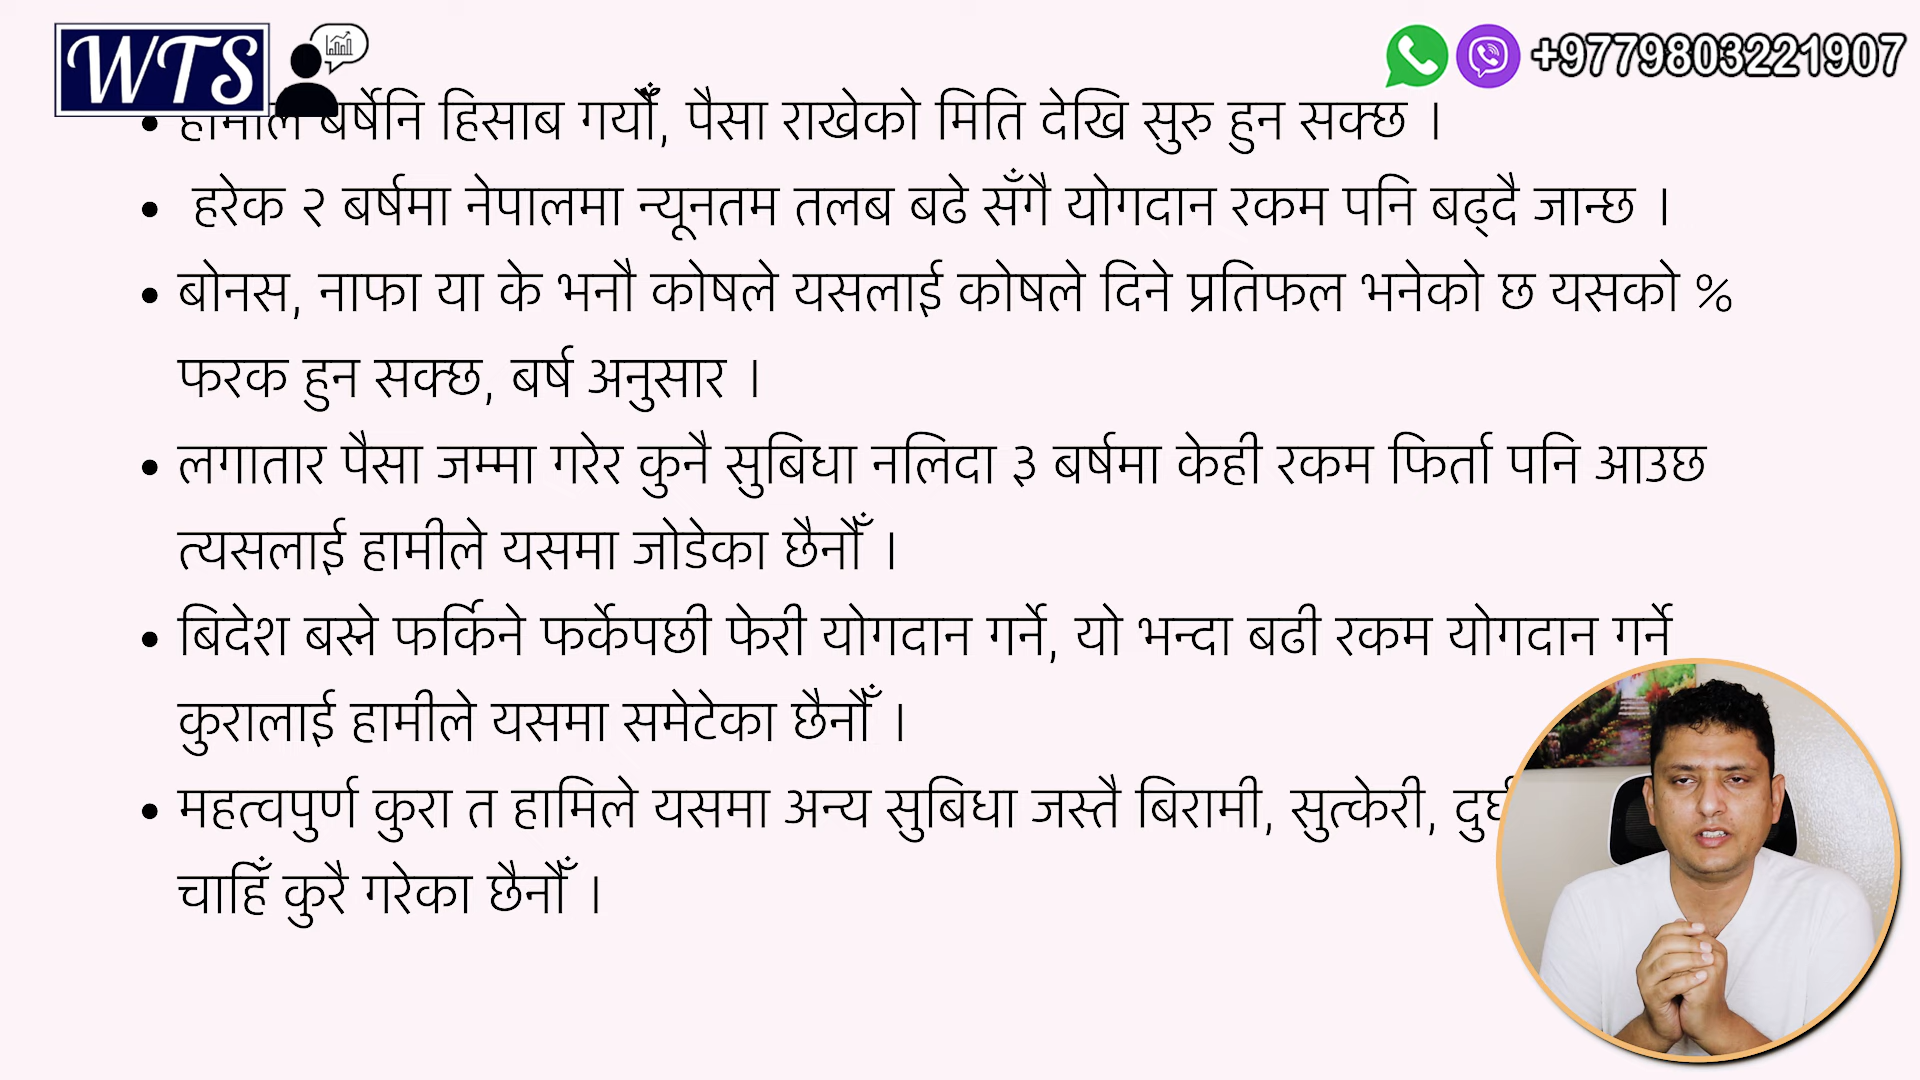 WTS
+9779803221907
हामीले बर्षेनि हिसाब गर्यौँ, पैसा राखेको मिति देखि सुरु हुन सक्छ ।
हरेक २ बर्षमा नेपालमा न्यूनतम तलब बढे सँगै योगदान रकम पनि बढ्दै जान्छ ।
बोनस, नाफा या के भनौ कोषले यसलाई कोषले दिने प्रतिफल भनेको छ यसको %
फरक हुन सक्छ, बर्ष अनुसार ।
लगातार पैसा जम्मा गरेर कुनै सुबिधा नलिदा ३ बर्षमा केही रकम फिर्ता पनि आउछ
त्यसलाई हामीले यसमा जोडेका छैनौँ ।
बिदेश बस्ने फर्किने फर्केपछी फेरी योगदान गर्ने, यो भन्दा बढी रकम योगदान गर्ने
कुरालाई हामीले यसमा समेटेका छैनौँ ।
महत्वपुर्ण कुरा त हामिले यसमा अन्य सुबिधा जस्तै बिरामी, सुत्केरी,
चाहिँ कुरै गरेका छैनौँ ।